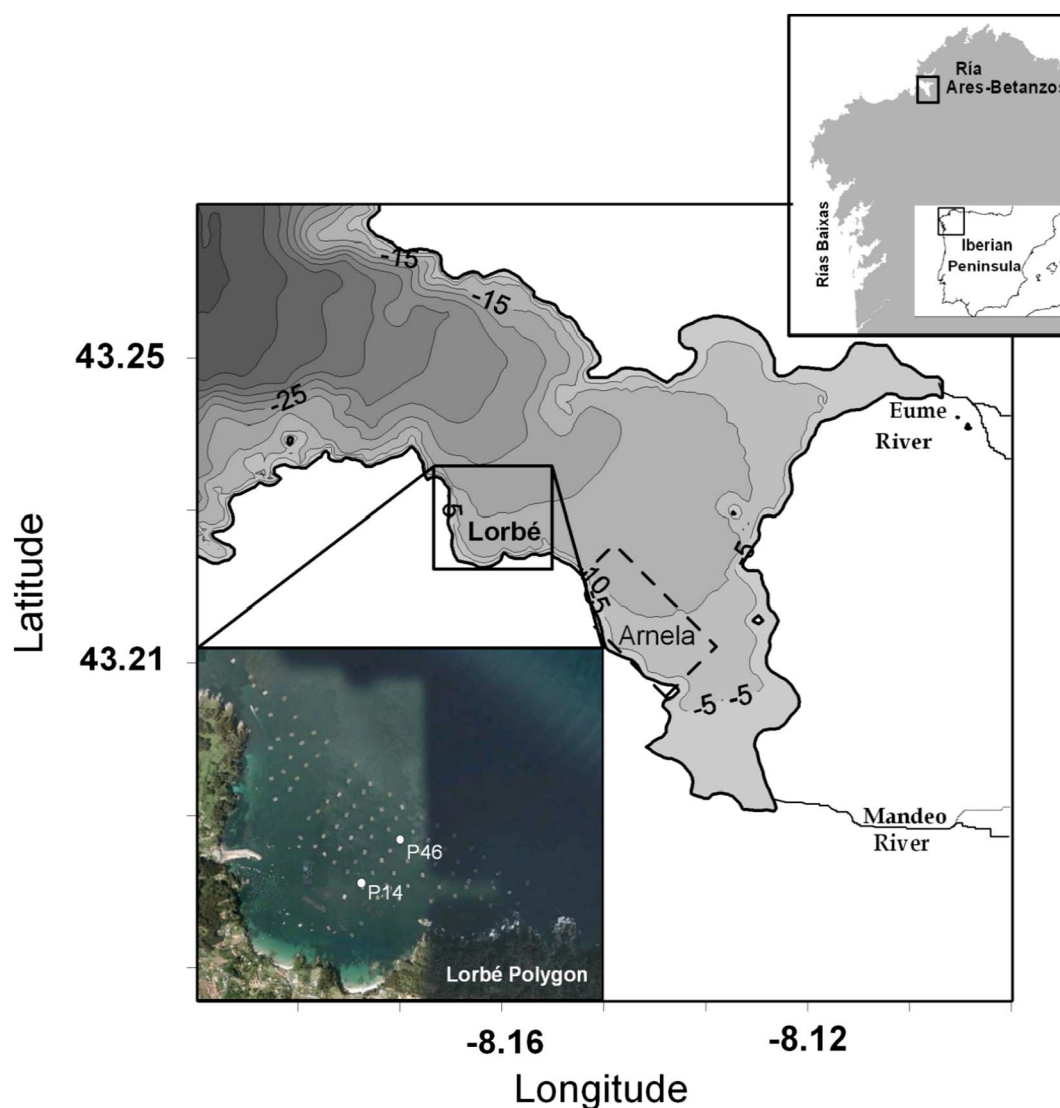 Ría
Ares-Betanzos
Rías Baixas
Iberian
Peninsula
-15
-15
43.25
-25
Eume
River
5
Lorbé
5
-10
-5
Arnela
43.21
-5 -5
Latitude
Mandeo
River
P46
P14
Lorbé Polygon
-8.16
-8.12
Longitude